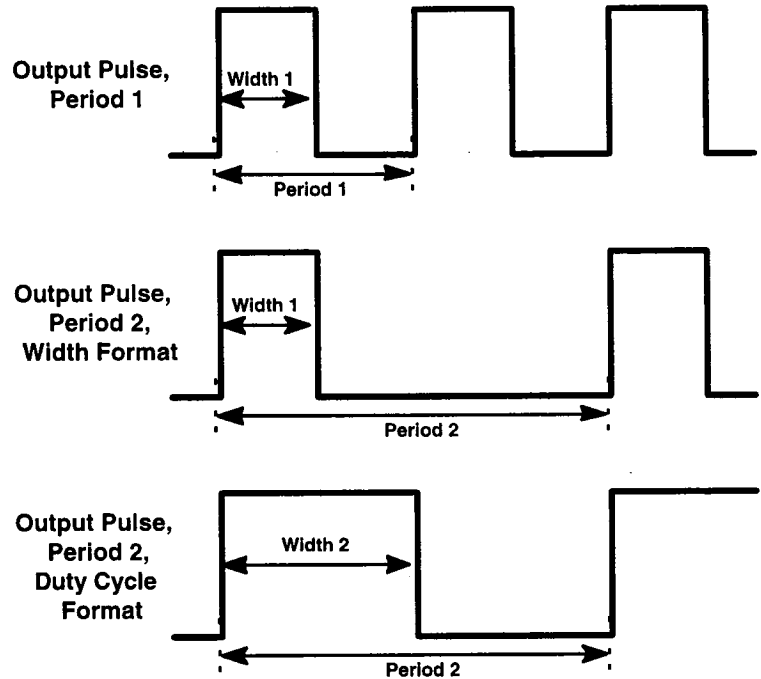 Output Pulse,
Period 1
Width 1
Period 1
Output Pulse,
Period 2,
Width Format
Width 1
Period 2
Output Pulse,
Period 2,
Duty Cycle
Format
Width 2
Period 2